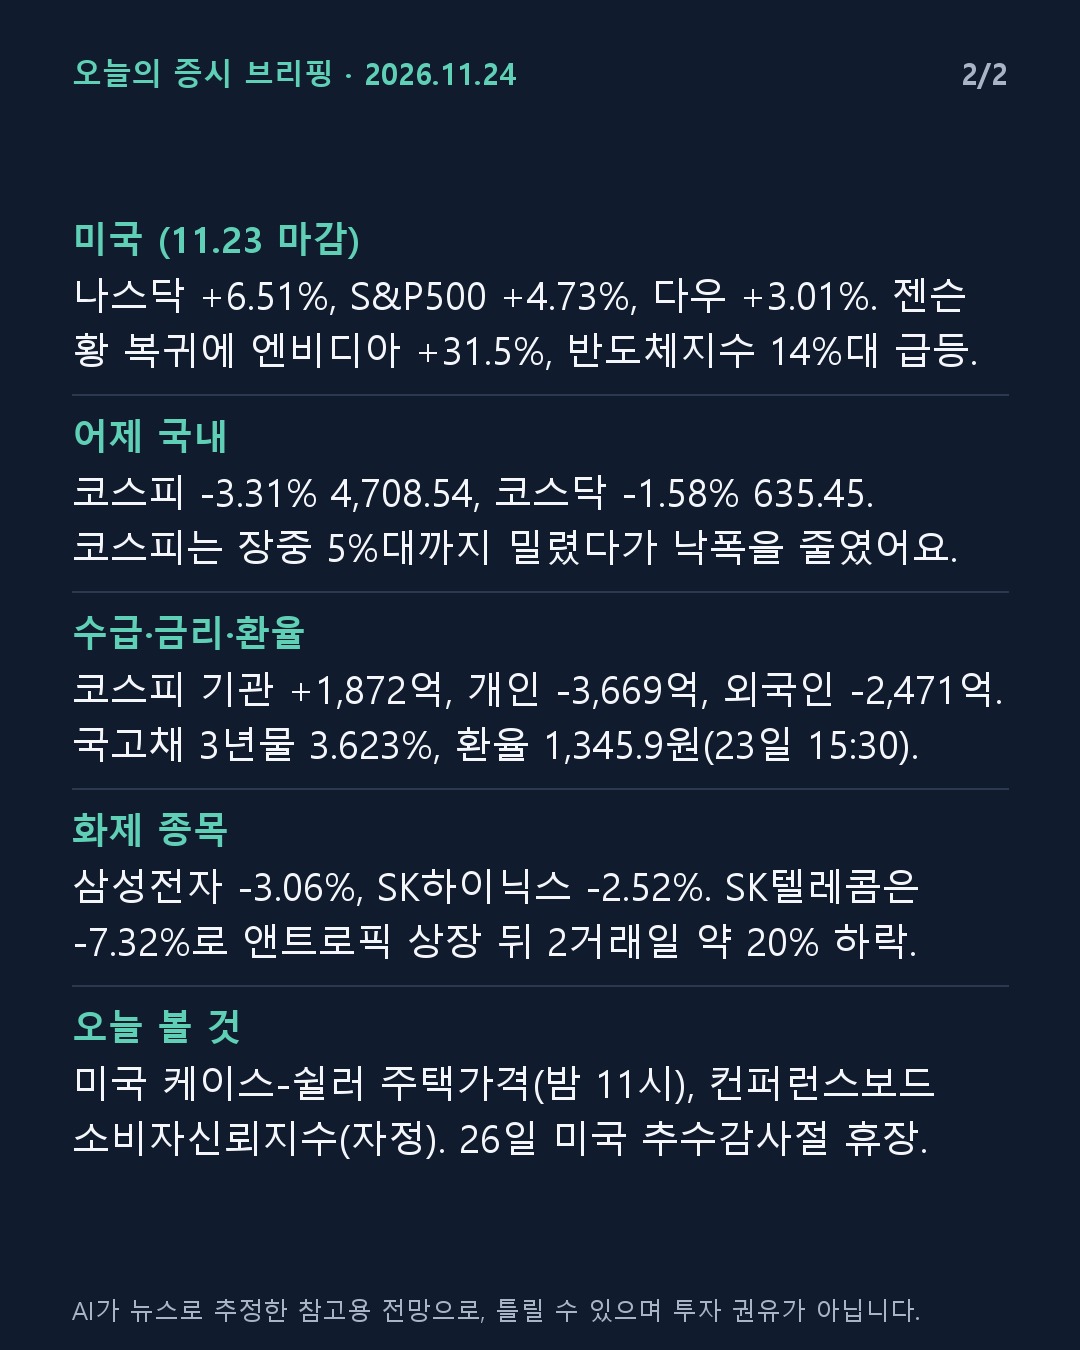 오늘의 증시 브리핑 · 2026.11.24
2/2
미국 (11.23 마감)
나스닥 +6.51%, S&P500 +4.73%, 다우 +3.01%. 젠슨
황 복귀에 엔비디아 +31.5%, 반도체지수 14%대 급등.
어제 국내
코스피 -3.31% 4,708.54, 코스닥 -1.58% 635.45.
코스피는 장중 5%대까지 밀렸다가 낙폭을 줄였어요.
수급·금리·환율
코스피 기관 +1,872억, 개인 -3,669억, 외국인 -2,471억.
국고채 3년물 3.623%, 환율 1,345.9원(23일 15:30).
화제 종목
삼성전자 -3.06%, SK하이닉스 -2.52%. SK텔레콤은
-7.32%로 앤트로픽 상장 뒤 2거래일 약 20% 하락.
오늘 볼 것
미국 케이스-쉴러 주택가격(밤 11시), 컨퍼런스보드
소비자신뢰지수(자정). 26일 미국 추수감사절 휴장.
AI가 뉴스로 추정한 참고용 전망으로, 틀릴 수 있으며 투자 권유가 아닙니다.